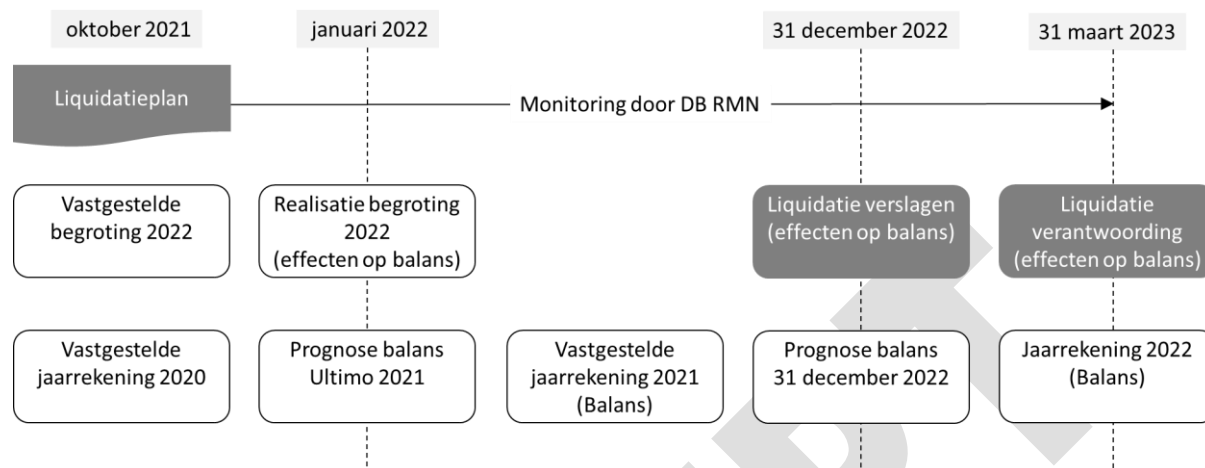 oktober 2021
januari 2022
31 december 2022
31 maart 2023
Liquidatieplan
Monitoring door DB RMN
Vastgestelde
begroting 2022
Realisatie begroting
2022
(effecten op balans)
Liquidatie verslagen
(effecten op balans)
Liquidatie
verantwoording
(effecten op balans)
Vastgestelde
jaarrekening 2020
Prognose balans
Ultimo 2021
Vastgestelde
jaarrekening 2021
(Balans)
Prognose balans
31 december 2022
Jaarrekening 2022
(Balans)